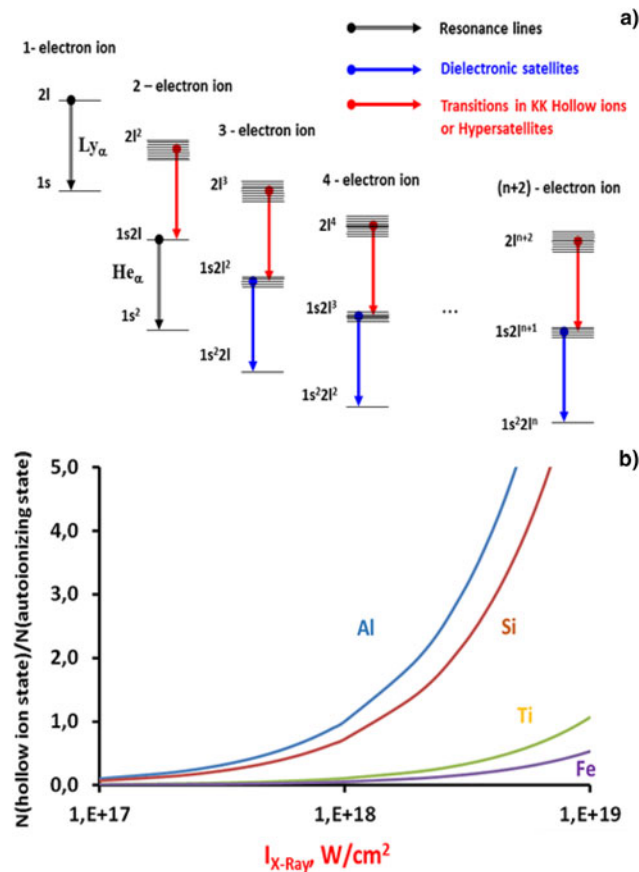 a)
Resonance lines
Dielectronic satellites
Transitions in KK Hollow ions
or Hypersatellites
1- electron ion
2 – electron ion
3 - electron ion
4 - electron ion
(n+2) - electron ion
2l
Lyα
1s
2l²
1s2l
Heα
1s²
2l³
1s2l²
1s²2l
2l⁴
1s2l³
1s²2l²
...
2lⁿ⁺²
1s2lⁿ⁺¹
1s²2lⁿ
b)
N(hollow ion state)/N(autoionizing state)
5,0
4,0
3,0
2,0
1,0
0,0
Al
Si
Ti
Fe
1,E+17
1,E+18
1,E+19
I X-Ray, W/cm²